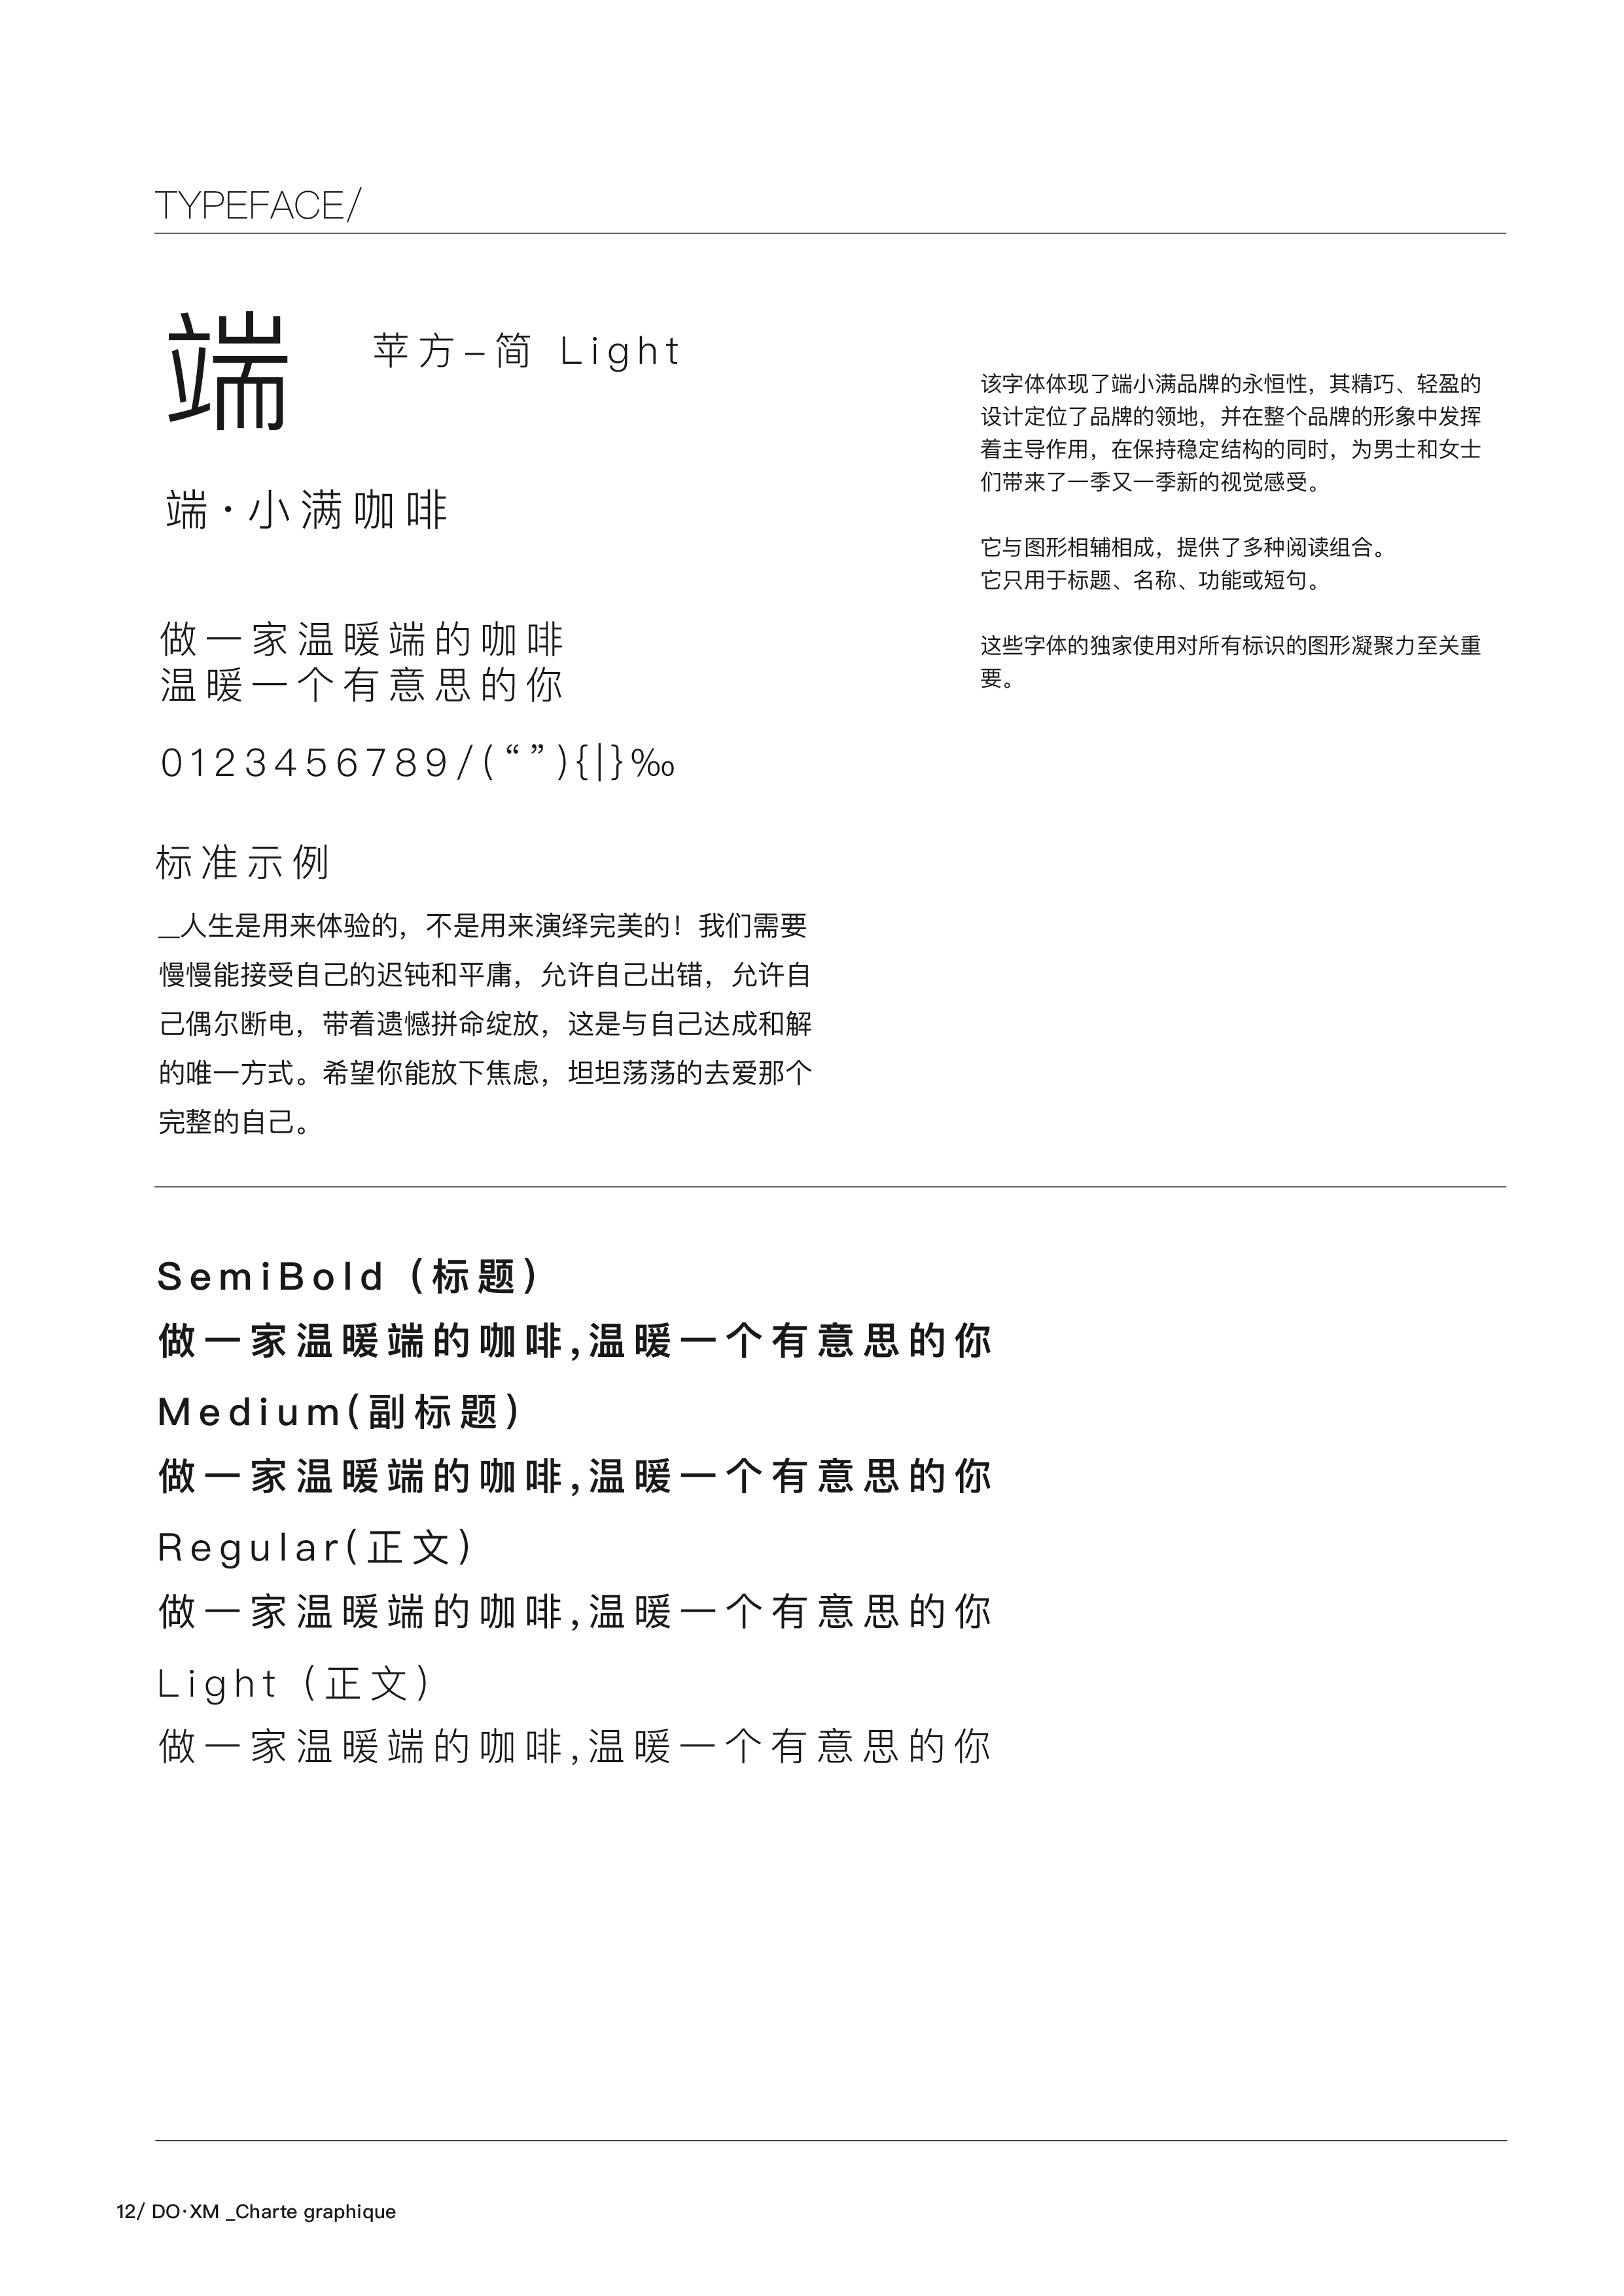 TYPEFACE/
端
苹方–简 Light
端·小满咖啡
做一家温暖端的咖啡
温暖一个有意思的你
0123456789/(“”){|}‰
标准示例
__人生是用来体验的，不是用来演绎完美的！我们需要
慢慢能接受自己的迟钝和平庸，允许自己出错，允许自
己偶尔断电，带着遗憾拼命绽放，这是与自己达成和解
的唯一方式。希望你能放下焦虑，坦坦荡荡的去爱那个
完整的自己。
该字体体现了端小满品牌的永恒性，其精巧、轻盈的
设计定位了品牌的领地，并在整个品牌的形象中发挥
着主导作用，在保持稳定结构的同时，为男士和女士
们带来了一季又一季新的视觉感受。
它与图形相辅相成，提供了多种阅读组合。
它只用于标题、名称、功能或短句。
这些字体的独家使用对所有标识的图形凝聚力至关重
要。
SemiBold (标题)
做一家温暖端的咖啡,温暖一个有意思的你
Medium(副标题)
做一家温暖端的咖啡,温暖一个有意思的你
Regular(正文)
做一家温暖端的咖啡,温暖一个有意思的你
Light (正文)
做一家温暖端的咖啡,温暖一个有意思的你
12/ DO·XM _Charte graphique